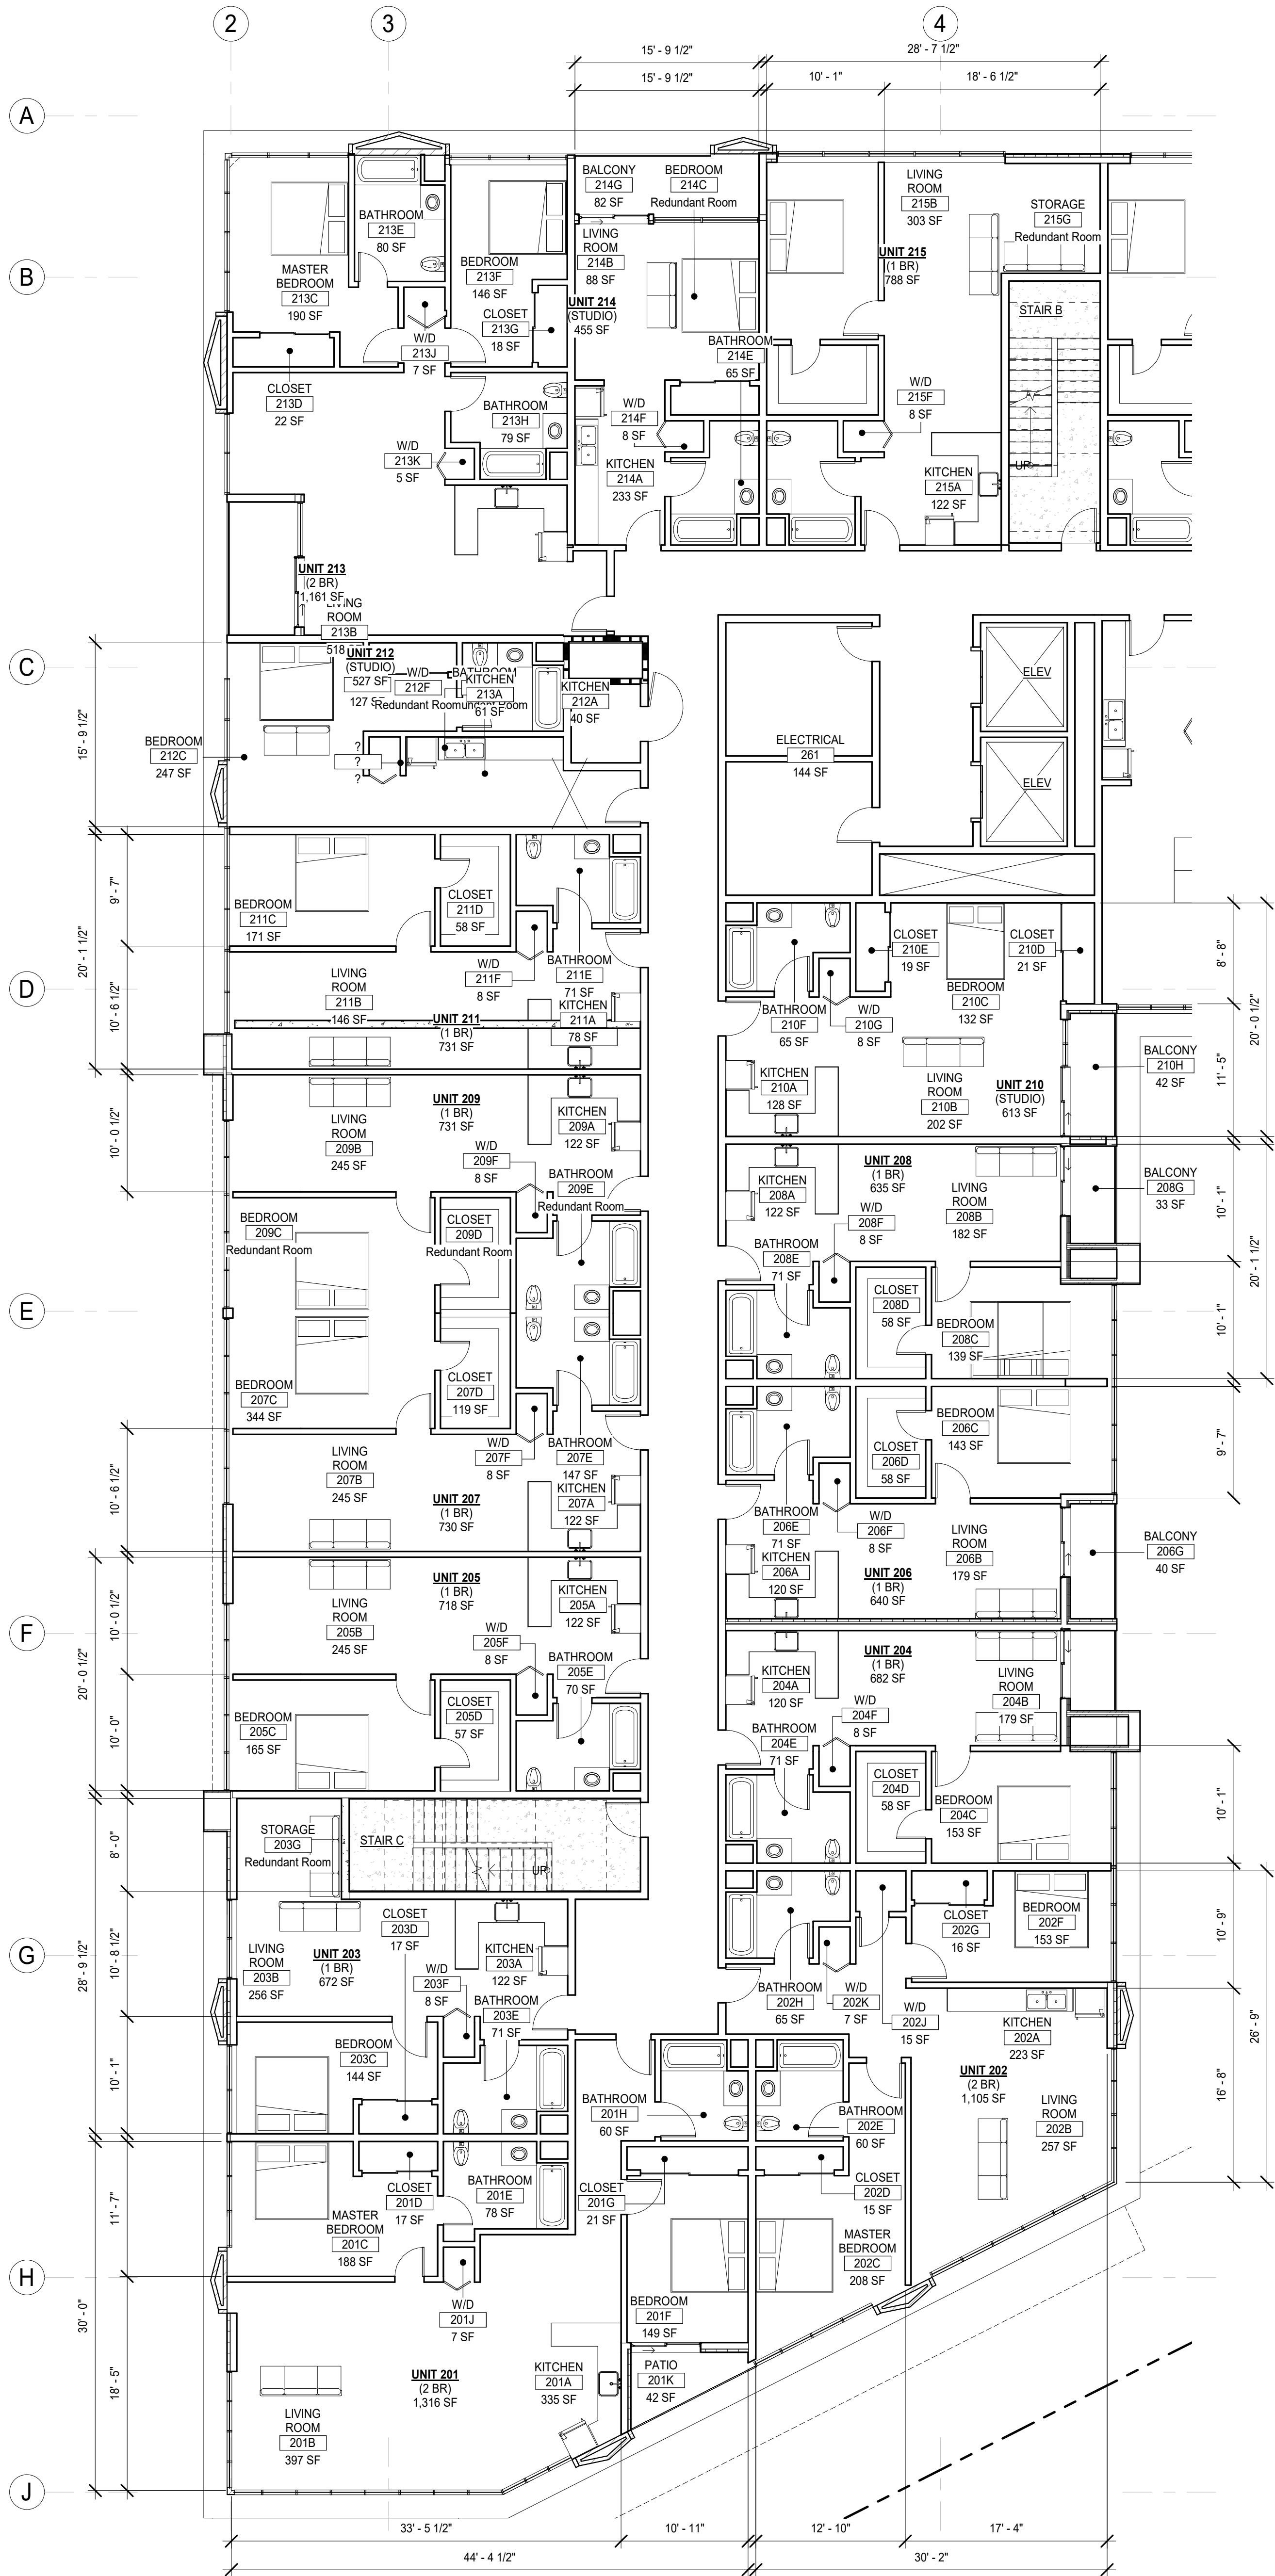 2
3
4
15' - 9 1/2"
28' - 7 1/2"
15' - 9 1/2"
10' - 1"
18' - 6 1/2"
A
B
C
D
E
F
G
H
J
MASTER
BEDROOM
213C
190 SF
BATHROOM
213E
80 SF
BEDROOM
213F
146 SF
CLOSET
213G
18 SF
W/D
213J
7 SF
CLOSET
213D
22 SF
BATHROOM
213H
79 SF
W/D
213K
5 SF
UNIT 213
(2 BR)
1,161 SF
LIVING
ROOM
213B
518
BALCONY
214G
82 SF
BEDROOM
214C
Redundant Room
LIVING
ROOM
214B
88 SF
UNIT 214
(STUDIO)
455 SF
BATHROOM
214E
65 SF
W/D
214F
8 SF
KITCHEN
214A
233 SF
LIVING
ROOM
215B
303 SF
STORAGE
215G
Redundant Room
UNIT 215
(1 BR)
788 SF
STAIR B
W/D
215F
8 SF
KITCHEN
215A
122 SF
UP
UNIT 212
(STUDIO)
527 SF
127
W/D
212F
Redundant Room
BATHROOM
KITCHEN
213A
61 SF
KITCHEN
212A
40 SF
BEDROOM
212C
247 SF
?
?
?
15' - 9 1/2"
ELECTRICAL
261
144 SF
ELEV
ELEV
BEDROOM
211C
171 SF
CLOSET
211D
58 SF
LIVING
ROOM
211B
146 SF
W/D
211F
8 SF
BATHROOM
211E
71 SF
KITCHEN
211A
78 SF
UNIT 211
(1 BR)
731 SF
9' - 7"
20' - 1 1/2"
10' - 6 1/2"
CLOSET
210E
19 SF
CLOSET
210D
21 SF
BEDROOM
210C
132 SF
BATHROOM
210F
65 SF
W/D
210G
8 SF
KITCHEN
210A
128 SF
LIVING
ROOM
210B
202 SF
UNIT 210
(STUDIO)
613 SF
BALCONY
210H
42 SF
8' - 8"
20' - 0 1/2"
11' - 5"
UNIT 209
(1 BR)
731 SF
LIVING
ROOM
209B
245 SF
KITCHEN
209A
122 SF
W/D
209F
8 SF
BATHROOM
209E
Redundant Room
BEDROOM
209C
Redundant Room
CLOSET
209D
Redundant Room
10' - 0 1/2"
KITCHEN
208A
122 SF
UNIT 208
(1 BR)
635 SF
LIVING
ROOM
208B
182 SF
W/D
208F
8 SF
BATHROOM
208E
71 SF
CLOSET
208D
58 SF
BEDROOM
208C
139 SF
BALCONY
208G
33 SF
10' - 1"
20' - 1 1/2"
10' - 1"
BEDROOM
207C
344 SF
CLOSET
207D
119 SF
LIVING
ROOM
207B
245 SF
W/D
207F
8 SF
BATHROOM
207E
147 SF
KITCHEN
207A
122 SF
UNIT 207
(1 BR)
730 SF
10' - 6 1/2"
BEDROOM
206C
143 SF
CLOSET
206D
58 SF
BATHROOM
206E
71 SF
W/D
206F
8 SF
KITCHEN
206A
120 SF
UNIT 206
(1 BR)
640 SF
LIVING
ROOM
206B
179 SF
BALCONY
206G
40 SF
9' - 7"
UNIT 205
(1 BR)
718 SF
LIVING
ROOM
205B
245 SF
KITCHEN
205A
122 SF
W/D
205F
8 SF
BATHROOM
205E
70 SF
BEDROOM
205C
165 SF
CLOSET
205D
57 SF
10' - 0 1/2"
20' - 0 1/2"
10' - 0"
UNIT 204
(1 BR)
682 SF
KITCHEN
204A
120 SF
LIVING
ROOM
204B
179 SF
W/D
204F
8 SF
BATHROOM
204E
71 SF
CLOSET
204D
58 SF
BEDROOM
204C
153 SF
10' - 1"
STORAGE
203G
Redundant Room
STAIR C
UP
8' - 0"
28' - 9 1/2"
10' - 8 1/2"
10' - 1"
CLOSET
203D
17 SF
LIVING
ROOM
203B
256 SF
UNIT 203
(1 BR)
672 SF
KITCHEN
203A
122 SF
W/D
203F
8 SF
BATHROOM
203E
71 SF
BEDROOM
203C
144 SF
CLOSET
202G
16 SF
BEDROOM
202F
153 SF
BATHROOM
202H
65 SF
W/D
202K
7 SF
W/D
202J
15 SF
KITCHEN
202A
223 SF
UNIT 202
(2 BR)
1,105 SF
LIVING
ROOM
202B
257 SF
BATHROOM
202E
60 SF
CLOSET
202D
15 SF
MASTER
BEDROOM
202C
208 SF
10' - 9"
26' - 9"
16' - 8"
BATHROOM
201H
60 SF
CLOSET
201G
21 SF
BATHROOM
201E
78 SF
CLOSET
201D
17 SF
MASTER
BEDROOM
201C
188 SF
W/D
201J
7 SF
BEDROOM
201F
149 SF
PATIO
201K
42 SF
KITCHEN
201A
335 SF
UNIT 201
(2 BR)
1,316 SF
LIVING
ROOM
201B
397 SF
11' - 7"
30' - 0"
18' - 5"
33' - 5 1/2"
10' - 11"
12' - 10"
17' - 4"
44' - 4 1/2"
30' - 2"